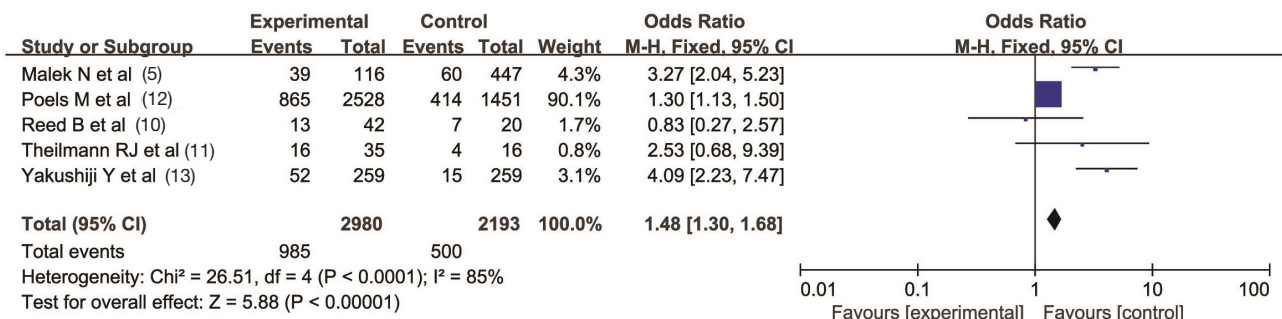 Experimental Control Odds Ratio Odds Ratio
Study or Subgroup Events Total Events Total Weight M-H, Fixed, 95% CI M-H, Fixed, 95% CI
Malek N et al (5) 39 116 60 447 4.3% 3.27 [2.04, 5.23]
Poels M et al (12) 865 2528 414 1451 90.1% 1.30 [1.13, 1.50]
Reed B et al (10) 13 42 7 20 1.7% 0.83 [0.27, 2.57]
Theilmann RJ et al (11) 16 35 4 16 0.8% 2.53 [0.68, 9.39]
Yakushiji Y et al (13) 52 259 15 259 3.1% 4.09 [2.23, 7.47]
Total (95% CI) 2980 2193 100.0% 1.48 [1.30, 1.68]
Total events 985 500
Heterogeneity: Chi² = 26.51, df = 4 (P < 0.0001); I² = 85%
Test for overall effect: Z = 5.88 (P < 0.00001)
0.01 0.1 1 10 100
Favours [experimental] Favours [control]